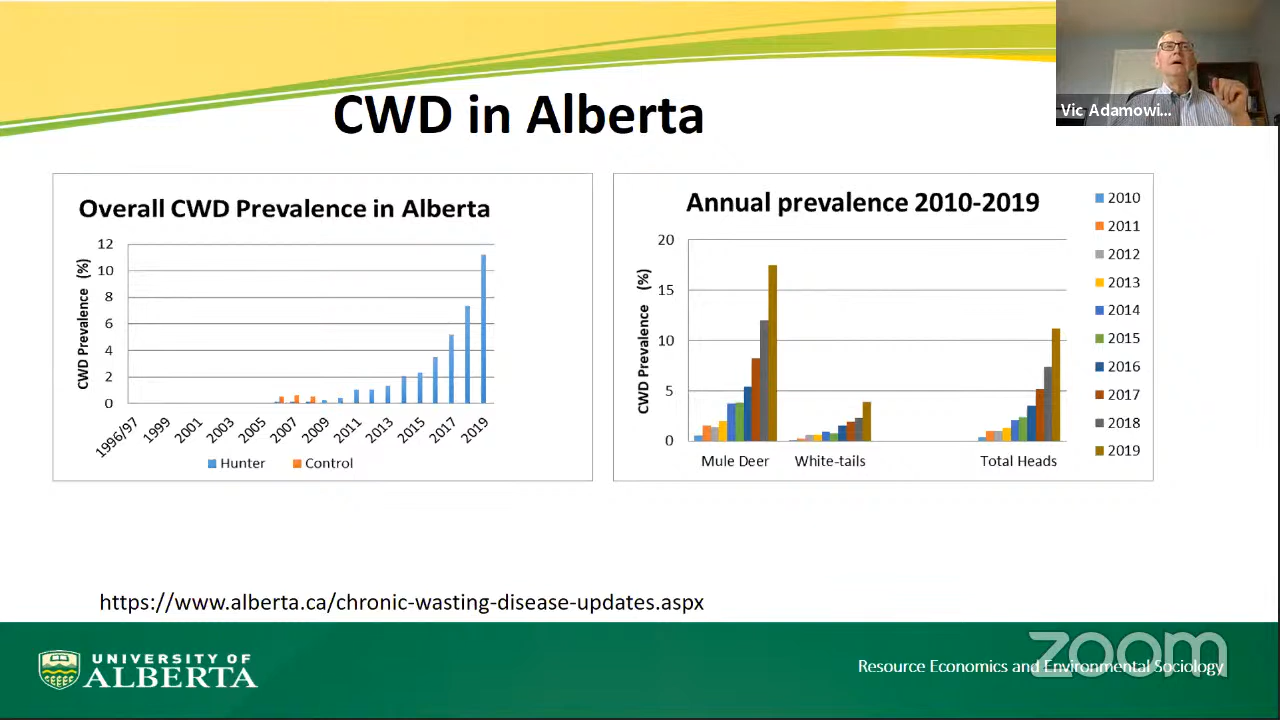 CWD in Alberta
Vic Adamowi...
Overall CWD Prevalence in Alberta
CWD Prevalence (%)
12
10
8
6
4
2
0
1996/97
1999
2001
2003
2005
2007
2009
2011
2013
2015
2017
2019
Hunter
Control
Annual prevalence 2010-2019
CWD Prevalence (%)
20
15
10
5
0
Mule Deer
White-tails
Total Heads
2010
2011
2012
2013
2014
2015
2016
2017
2018
2019
https://www.alberta.ca/chronic-wasting-disease-updates.aspx
UNIVERSITY OF
ALBERTA
Resource Economics and Environmental Sociology
zoom